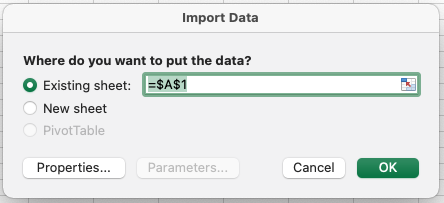 Import Data
Where do you want to put the data?
Existing sheet: =$A$1
New sheet
PivotTable
Properties... Parameters... Cancel OK